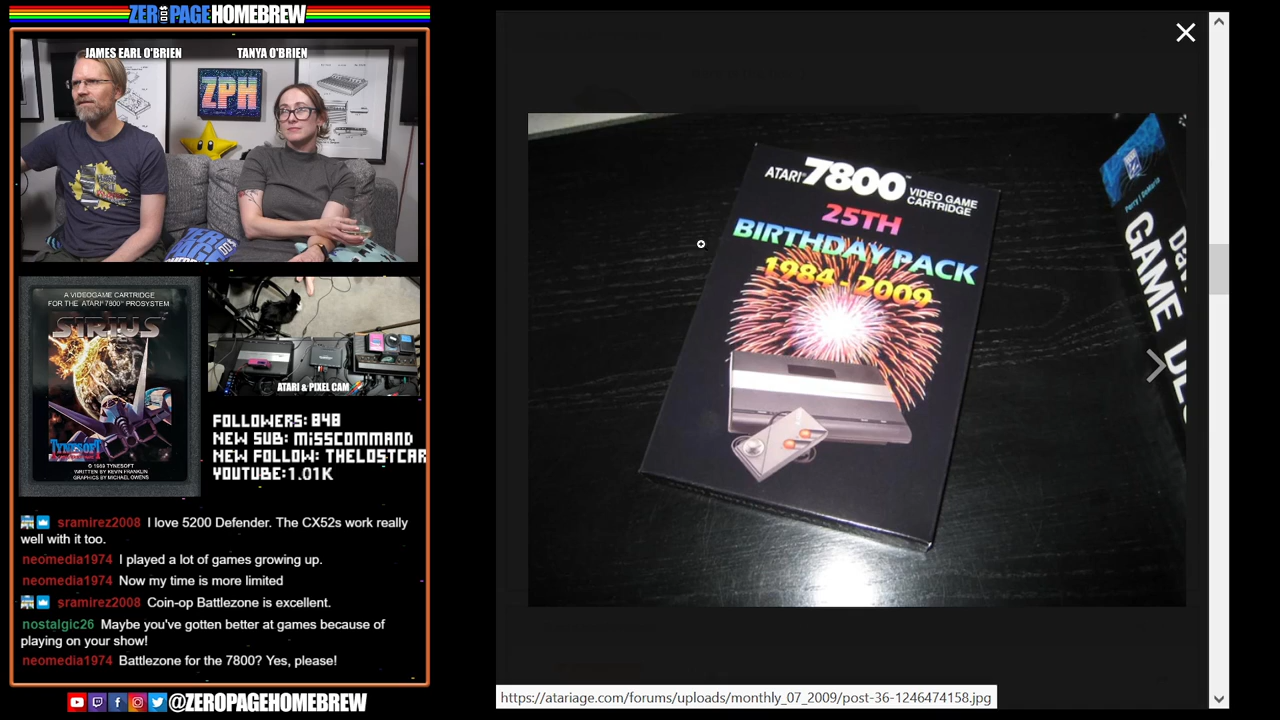 ZEROPAGE HOMEBREW
JAMES EARL O'BRIEN
TANYA O'BRIEN
ZPH
A VIDEOGAME CARTRIDGE
FOR THE ATARI 7800™ PROSYSTEM
SIRIUS
TYNESOFT
© 1989 TYNESOFT
WRITTEN BY KEVIN FRANKLIN
GRAPHICS BY MICHAEL OWENS
ATARI & PIXEL CAM
FOLLOWERS: 848
NEW SUB: MISSCOMMAND
NEW FOLLOW: THELOSTCAR
YOUTUBE:1.01K
sramirez2008 I love 5200 Defender. The CX52s work really
well with it too.
neomedia1974 I played a lot of games growing up.
neomedia1974 Now my time is more limited
sramirez2008 Coin-op Battlezone is excellent.
nostalgic26 Maybe you've gotten better at games because of
playing on your show!
neomedia1974 Battlezone for the 7800? Yes, please!
@ZEROPAGEHOMEBREW
ATARI® 7800™ VIDEO GAME
CARTRIDGE
25TH
BIRTHDAY PACK
1984 - 2009
Perry | DeMaria
GAME
https://atariage.com/forums/uploads/monthly_07_2009/post-36-1246474158.jpg